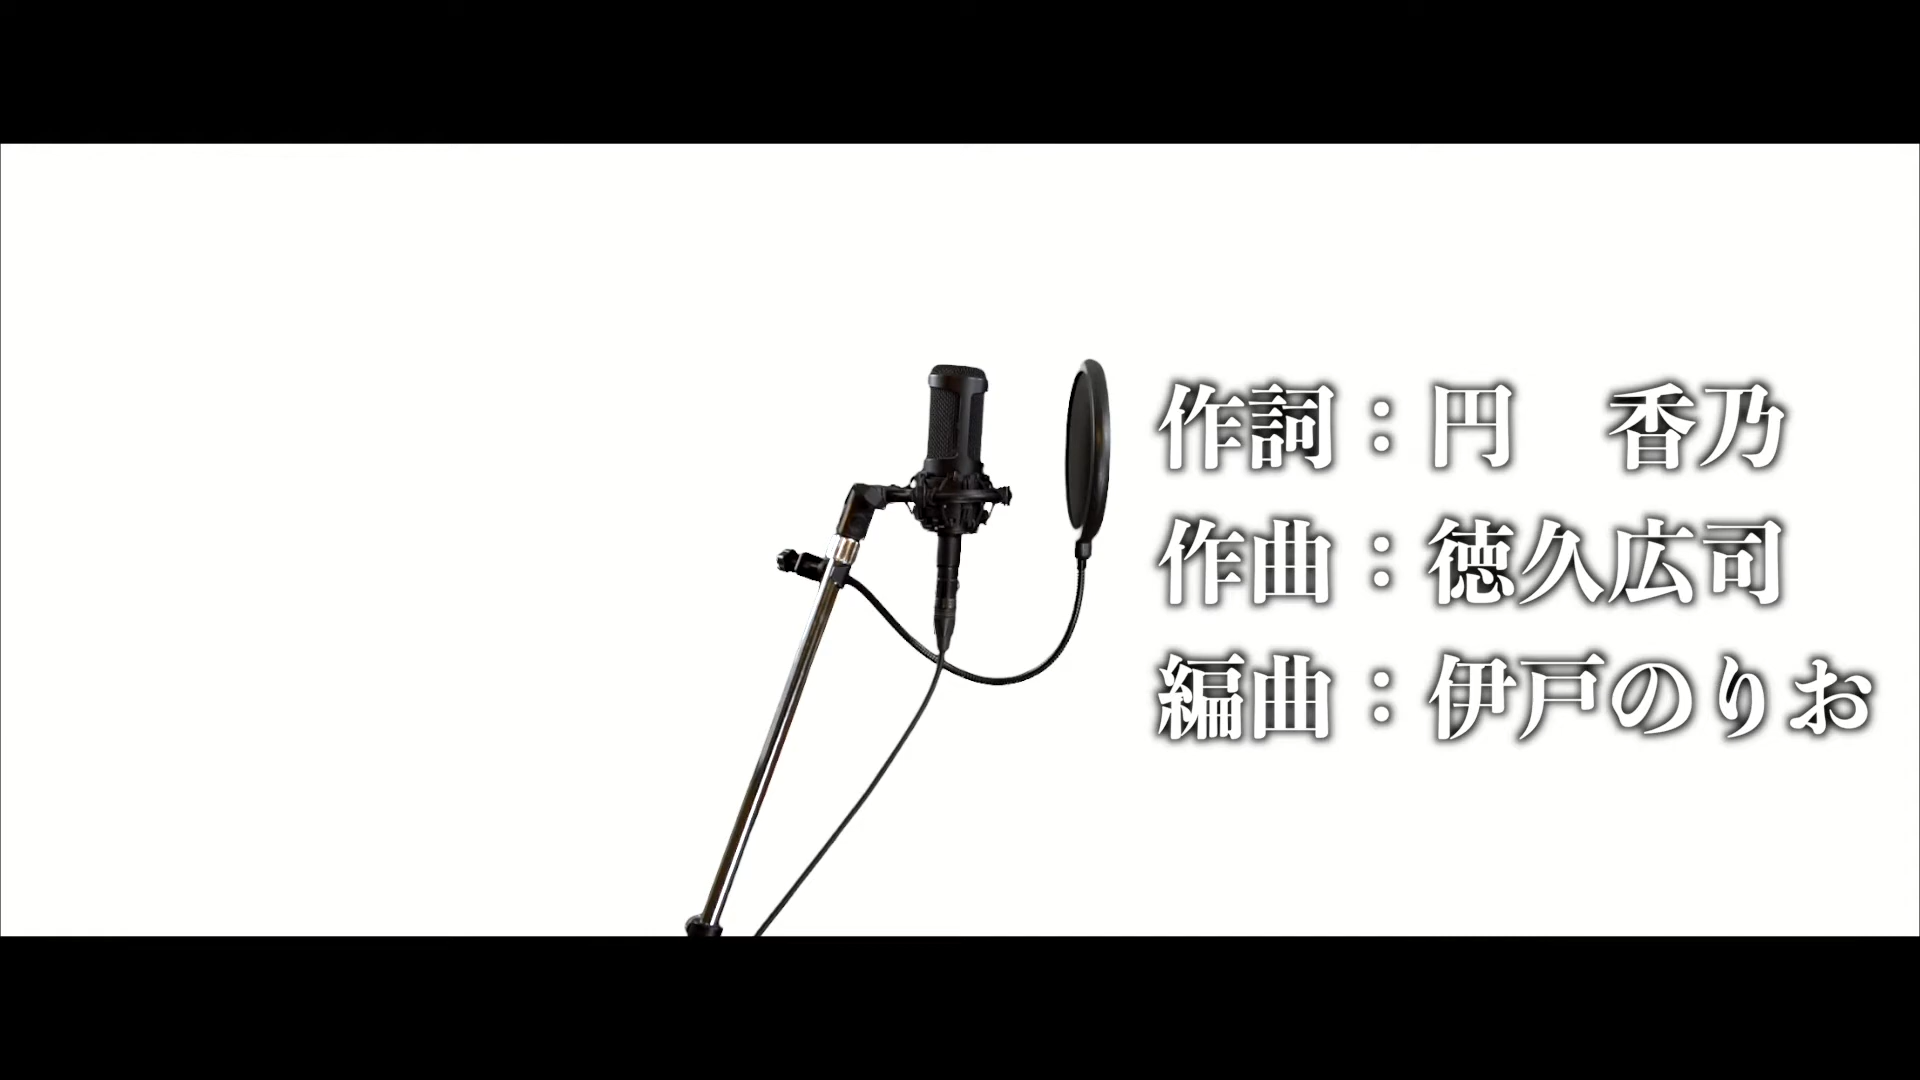 作詞：円　香乃
作曲：徳久広司
編曲：伊戸のりお